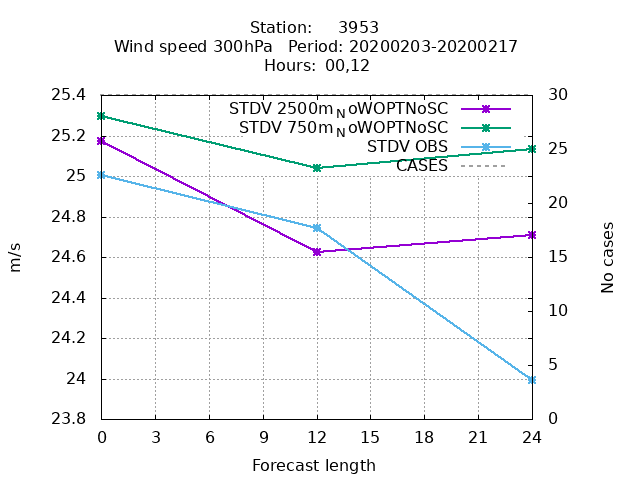 Station: 3953
Wind speed 300hPa Period: 20200203-20200217
Hours: 00,12
25.4
25.2
25
24.8
24.6
24.4
24.2
24
23.8
m/s
STDV 2500m_NoWOPTNoSC
STDV 750m_NoWOPTNoSC
STDV OBS
CASES
30
25
20
15
10
5
0
No cases
0 3 6 9 12 15 18 21 24
Forecast length